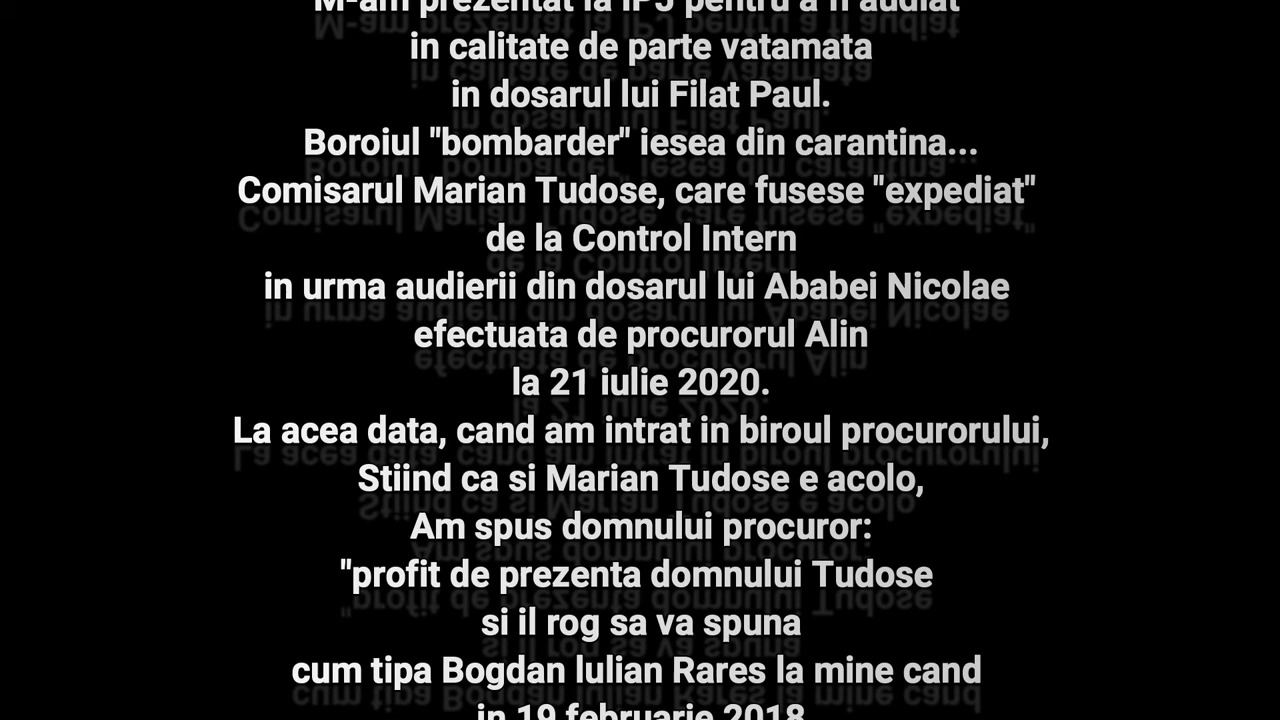 M-am prezentat la IPJ pentru a fi audiat
in calitate de parte vatamata
in dosarul lui Filat Paul.
Boroiul "bombarder" iesea din carantina...
Comisarul Marian Tudose, care fusese "expediat"
de la Control Intern
in urma audierii din dosarul lui Ababei Nicolae
efectuata de procurorul Alin
la 21 iulie 2020.
La acea data, cand am intrat in biroul procurorului,
Stiind ca si Marian Tudose e acolo,
Am spus domnului procuror:
"profit de prezenta domnului Tudose
si il rog sa va spuna
cum tipa Bogdan Iulian Rares la mine cand
in 19 februarie 2018